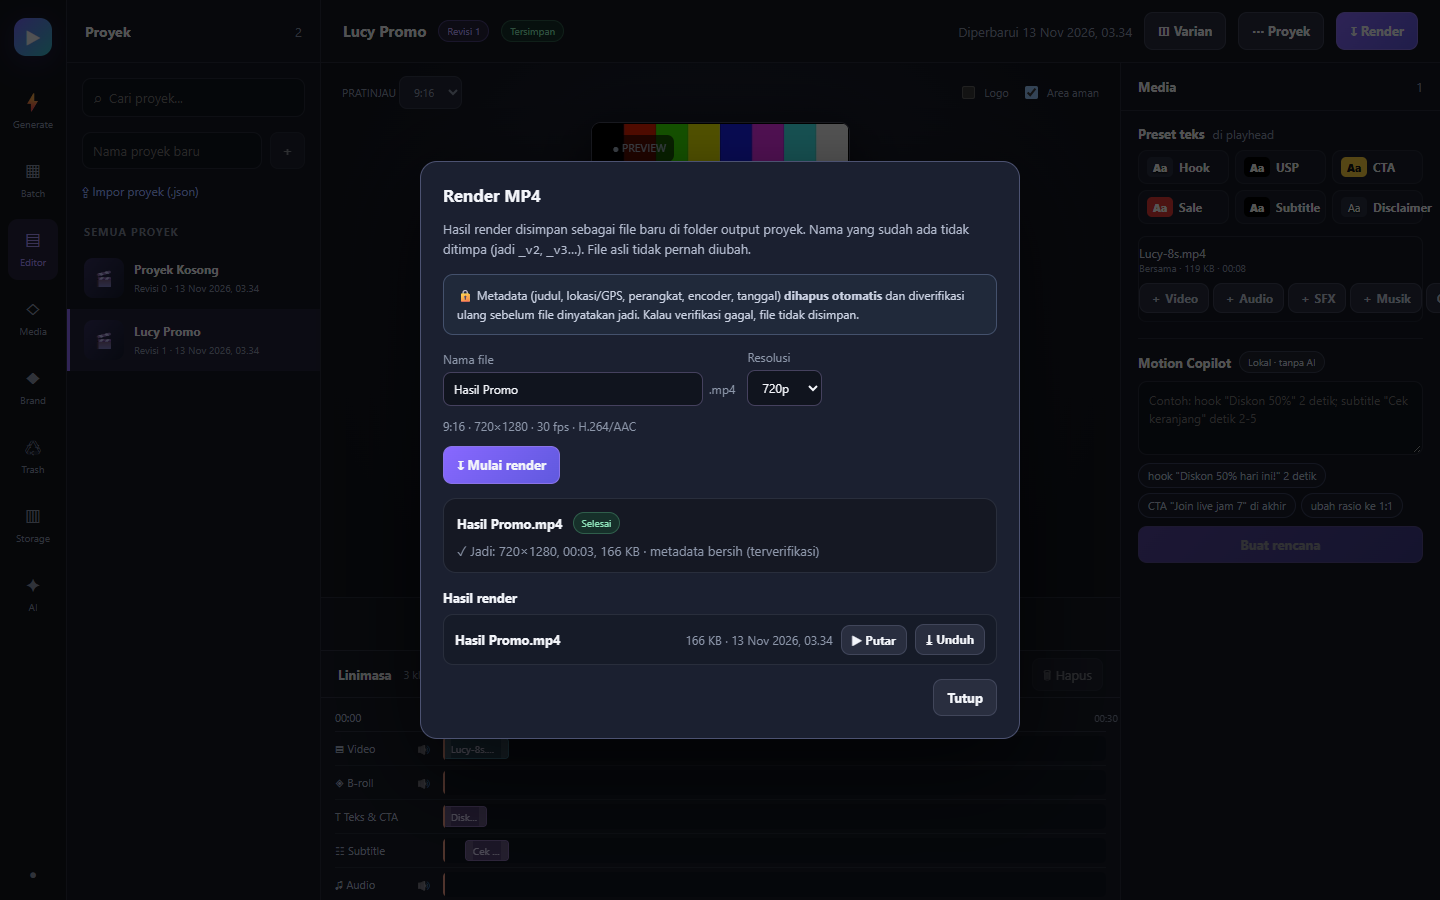 Proyek 2
Lucy Promo Revisi 1 Tersimpan
Diperbarui 13 Nov 2026, 03.34 Varian ··· Proyek Render
Generate
Batch
Editor
Media
Brand
Trash
Storage
AI
Cari proyek...
Nama proyek baru +
Impor proyek (.json)
SEMUA PROYEK
Proyek Kosong
Revisi 0 · 13 Nov 2026, 03.34
Lucy Promo
Revisi 1 · 13 Nov 2026, 03.34
PRATINJAU 9:16 Logo Area aman
● PREVIEW
Render MP4
Hasil render disimpan sebagai file baru di folder output proyek. Nama yang sudah ada tidak
ditimpa (jadi _v2, _v3...). File asli tidak pernah diubah.
🔒 Metadata (judul, lokasi/GPS, perangkat, encoder, tanggal) dihapus otomatis dan diverifikasi
ulang sebelum file dinyatakan jadi. Kalau verifikasi gagal, file tidak disimpan.
Nama file Resolusi
Hasil Promo .mp4 720p
9:16 · 720×1280 · 30 fps · H.264/AAC
Mulai render
Hasil Promo.mp4 Selesai
✓ Jadi: 720×1280, 00:03, 166 KB · metadata bersih (terverifikasi)
Hasil render
Hasil Promo.mp4 166 KB · 13 Nov 2026, 03.34 ▶ Putar Unduh
Tutup
Linimasa Hapus
00:00 00:30
Video Lucy-8s....
B-roll
T Teks & CTA Disk...
Subtitle Cek ...
Audio
Media 1
Preset teks di playhead
Aa Hook Aa USP Aa CTA
Aa Sale Aa Subtitle Aa Disclaimer
Lucy-8s.mp4
Bersama · 119 KB · 00:08
+ Video + Audio + SFX + Musik
Motion Copilot Lokal · tanpa AI
Contoh: hook "Diskon 50%" 2 detik; subtitle "Cek
keranjang" detik 2-5
hook "Diskon 50% hari ini!" 2 detik
CTA "Join live jam 7" di akhir ubah rasio ke 1:1
Buat rencana